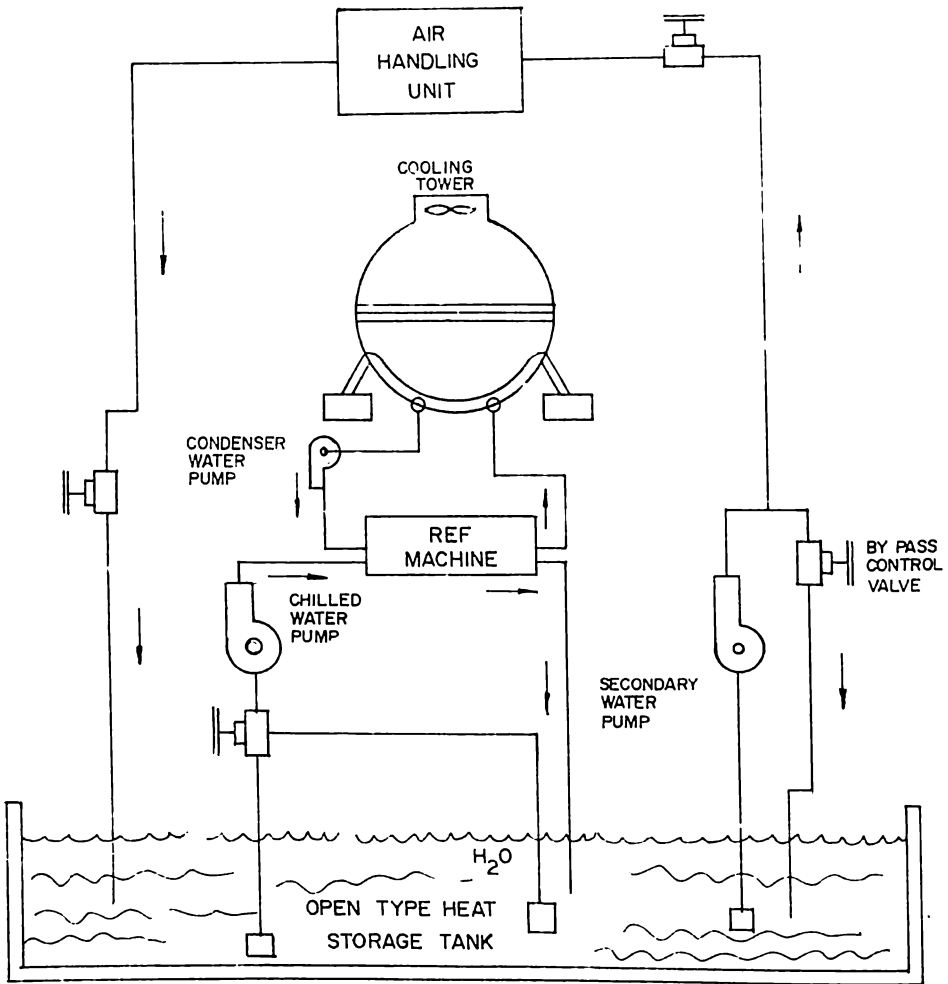 AIR
HANDLING
UNIT
COOLING
TOWER
CONDENSER
WATER
PUMP
REF
MACHINE
BY PASS
CONTROL
VALVE
CHILLED
WATER
PUMP
SECONDARY
WATER
PUMP
H2O
OPEN TYPE HEAT
STORAGE TANK